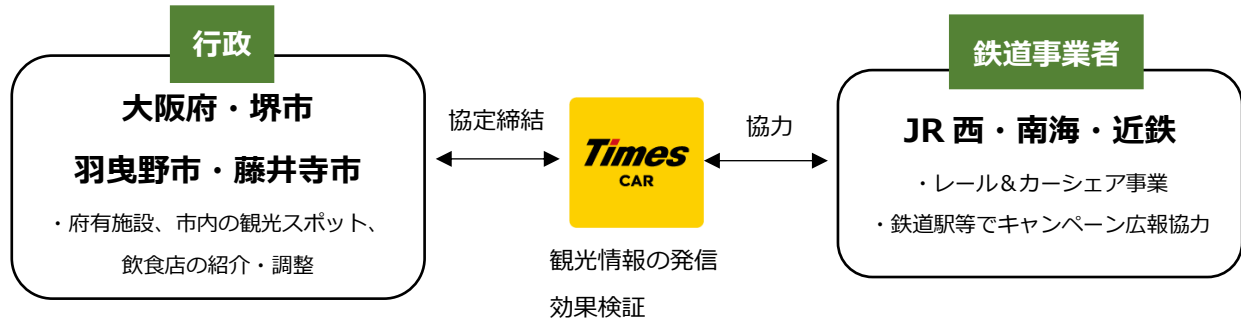 行政
大阪府・堺市
羽曳野市・藤井寺市
・府有施設、市内の観光スポット、
飲食店の紹介・調整
協定締結
Times
CAR
観光情報の発信
効果検証
協力
鉄道事業者
JR 西・南海・近鉄
・レール＆カーシェア事業
・鉄道駅等でキャンペーン広報協力